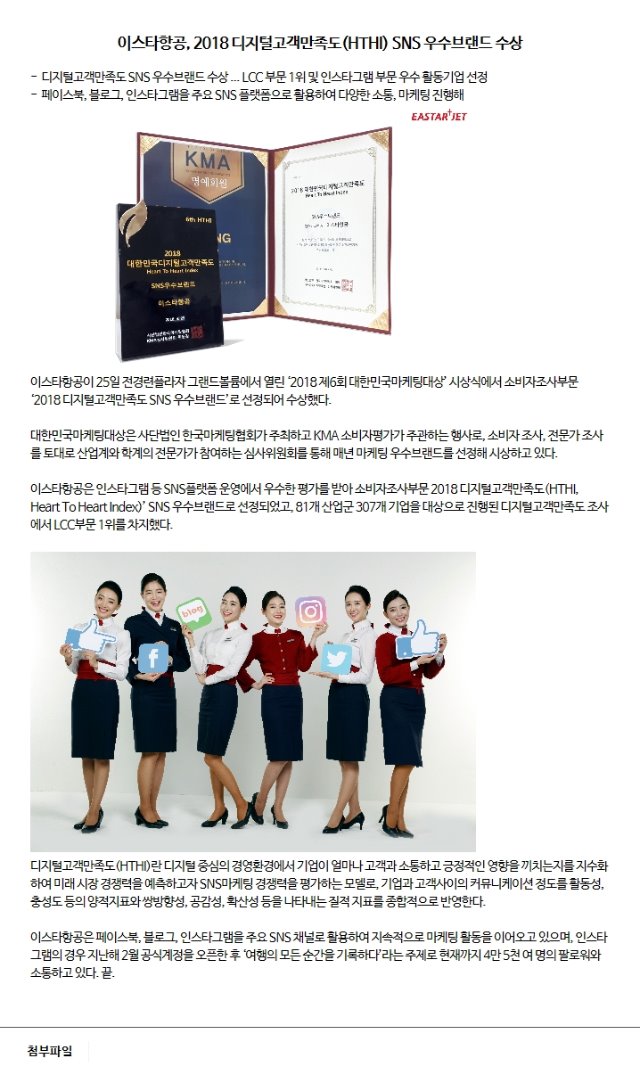 이스타항공, 2018 디지털고객만족도(HTHI) SNS 우수브랜드 수상
- 디지털고객만족도 SNS 우수브랜드 수상 ... LCC 부문 1위 및 인스타그램 부문 우수 활동기업 선정
- 페이스북, 블로그, 인스타그램을 주요 SNS 플랫폼으로 활용하여 다양한 소통, 마케팅 진행해
EASTAR JET
KMA
명예회원
2018 대한민국디지털고객만족도
Heart To Heart Index
SNS우수브랜드
이스타항공
6th HTHI
2018
대한민국디지털고객만족도
Heart To Heart Index
SNS우수브랜드
이스타항공
이스타항공이 25일 전경련플라자 그랜드볼륨에서 열린 '2018 제6회 대한민국마케팅대상' 시상식에서 소비자조사부문
'2018 디지털고객만족도 SNS 우수브랜드'로 선정되어 수상했다.
대한민국마케팅대상은 사단법인 한국마케팅협회가 주최하고 KMA 소비자평가가 주관하는 행사로, 소비자 조사, 전문가 조사
를 토대로 산업계와 학계의 전문가가 참여하는 심사위원회를 통해 매년 마케팅 우수브랜드를 선정해 시상하고 있다.
이스타항공은 인스타그램 등 SNS플랫폼 운영에서 우수한 평가를 받아 소비자조사부문 2018 디지털고객만족도(HTHI,
Heart To Heart Index)' SNS 우수브랜드로 선정되었고, 81개 산업군 307개 기업을 대상으로 진행된 디지털고객만족도 조사
에서 LCC부문 1위를 차지했다.
blog
f
디지털고객만족도(HTHI)란 디지털 중심의 경영환경에서 기업이 얼마나 고객과 소통하고 긍정적인 영향을 끼치는지를 지수화
하여 미래 시장 경쟁력을 예측하고자 SNS마케팅 경쟁력을 평가하는 모델로, 기업과 고객사이의 커뮤니케이션 정도를 활동성,
충성도 등의 양적지표와 쌍방향성, 공감성, 확산성 등을 나타내는 질적 지표를 종합적으로 반영한다.
이스타항공은 페이스북, 블로그, 인스타그램을 주요 SNS 채널로 활용하여 지속적으로 마케팅 활동을 이어오고 있으며, 인스타
그램의 경우 지난해 2월 공식계정을 오픈한 후 '여행의 모든 순간을 기록하다'라는 주제로 현재까지 4만 5천 여 명의 팔로워와
소통하고 있다. 끝.
첨부파일